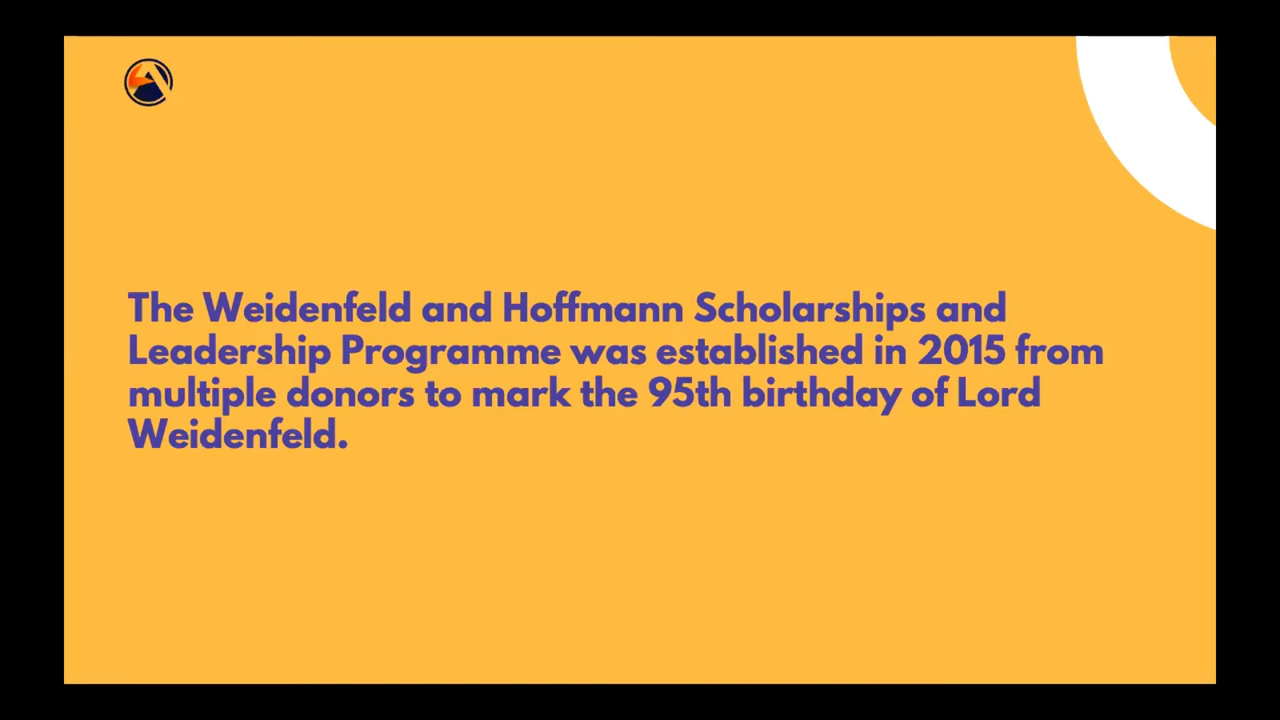 The Weidenfeld and Hoffmann Scholarships and
Leadership Programme was established in 2015 from
multiple donors to mark the 95th birthday of Lord
Weidenfeld.